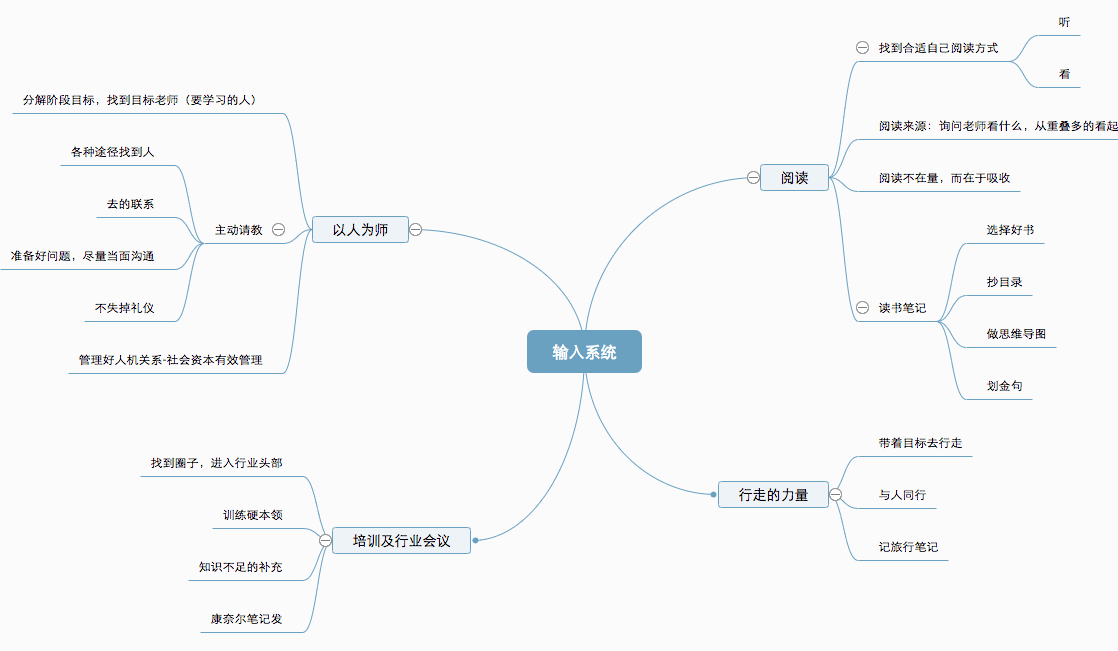 输入系统
阅读
找到合适自己阅读方式
听
看
阅读来源：询问老师看什么，从重叠多的看起
阅读不在量，而在于吸收
读书笔记
选择好书
抄目录
做思维导图
划金句
行走的力量
带着目标去行走
与人同行
记旅行笔记
以人为师
分解阶段目标，找到目标老师（要学习的人）
主动请教
各种途径找到人
去的联系
准备好问题，尽量当面沟通
不失掉礼仪
管理好人机关系-社会资本有效管理
培训及行业会议
找到圈子，进入行业头部
训练硬本领
知识不足的补充
康奈尔笔记发